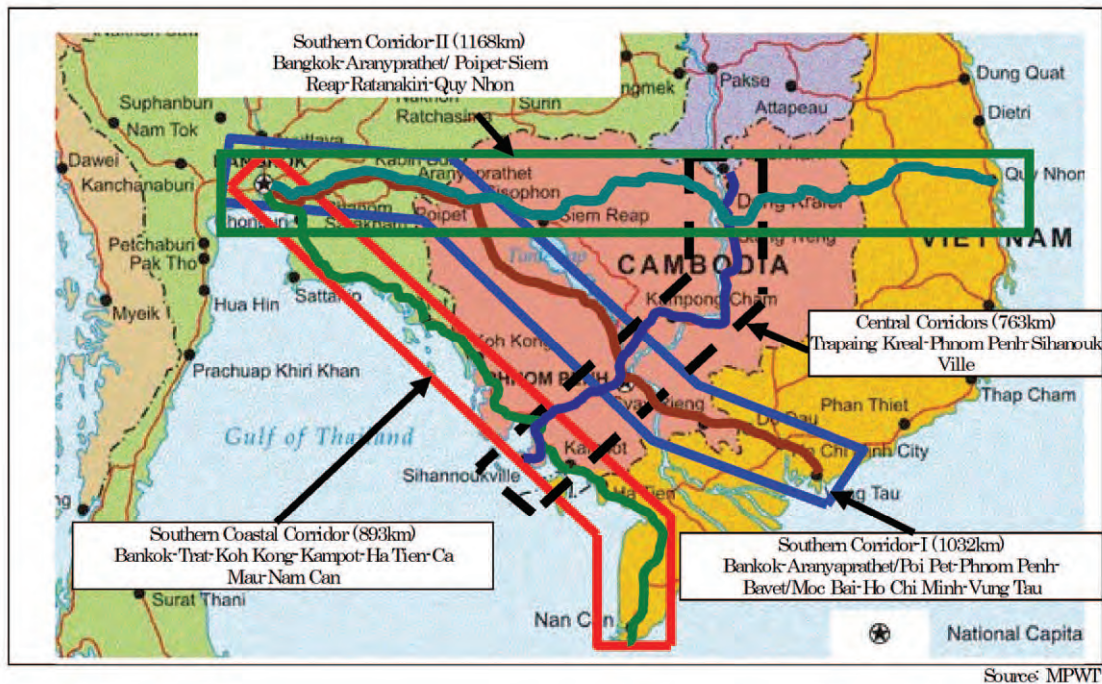 Southern Corridor-II (1168km)
Bangkok-Aranyprathet/ Poipet-Siem
Reap-Ratanakiri-Quy Nhon
Pakse
Attapeau
Dung Quat
Dietri
Suphanburi
Nam Tok
Surin
Ratchasima
Dawei
Kanchanaburi
Aranyaprathet
Quy Nhon
Poipet
Siem Reap
VIET NAM
Petchaburi
Pak Tho
CAMBODIA
Hua Hin
Myeik
Kampong Cham
Koh Kong
Central Corridors (763km)
Trapaing Kreal-Phnom Penh-Sihanouk
Ville
Prachuap Khiri Khan
PHNOM PENH
Phan Thiet
Thap Cham
Gulf of Thailand
Sihannoukville
Ha Tien
Southern Coastal Corridor (893km)
Bankok-Trat-Koh Kong-Kampot-Ha Tien-Ca
Mau-Nam Can
Southern Corridor-I (1032km)
Bankok-Aranyaprathet/Poi Pet-Phnom Penh-
Bavet/Moc Bai-Ho Chi Minh-Vung Tau
Surat Thani
Nan Can
National Capita
Source: MPWT